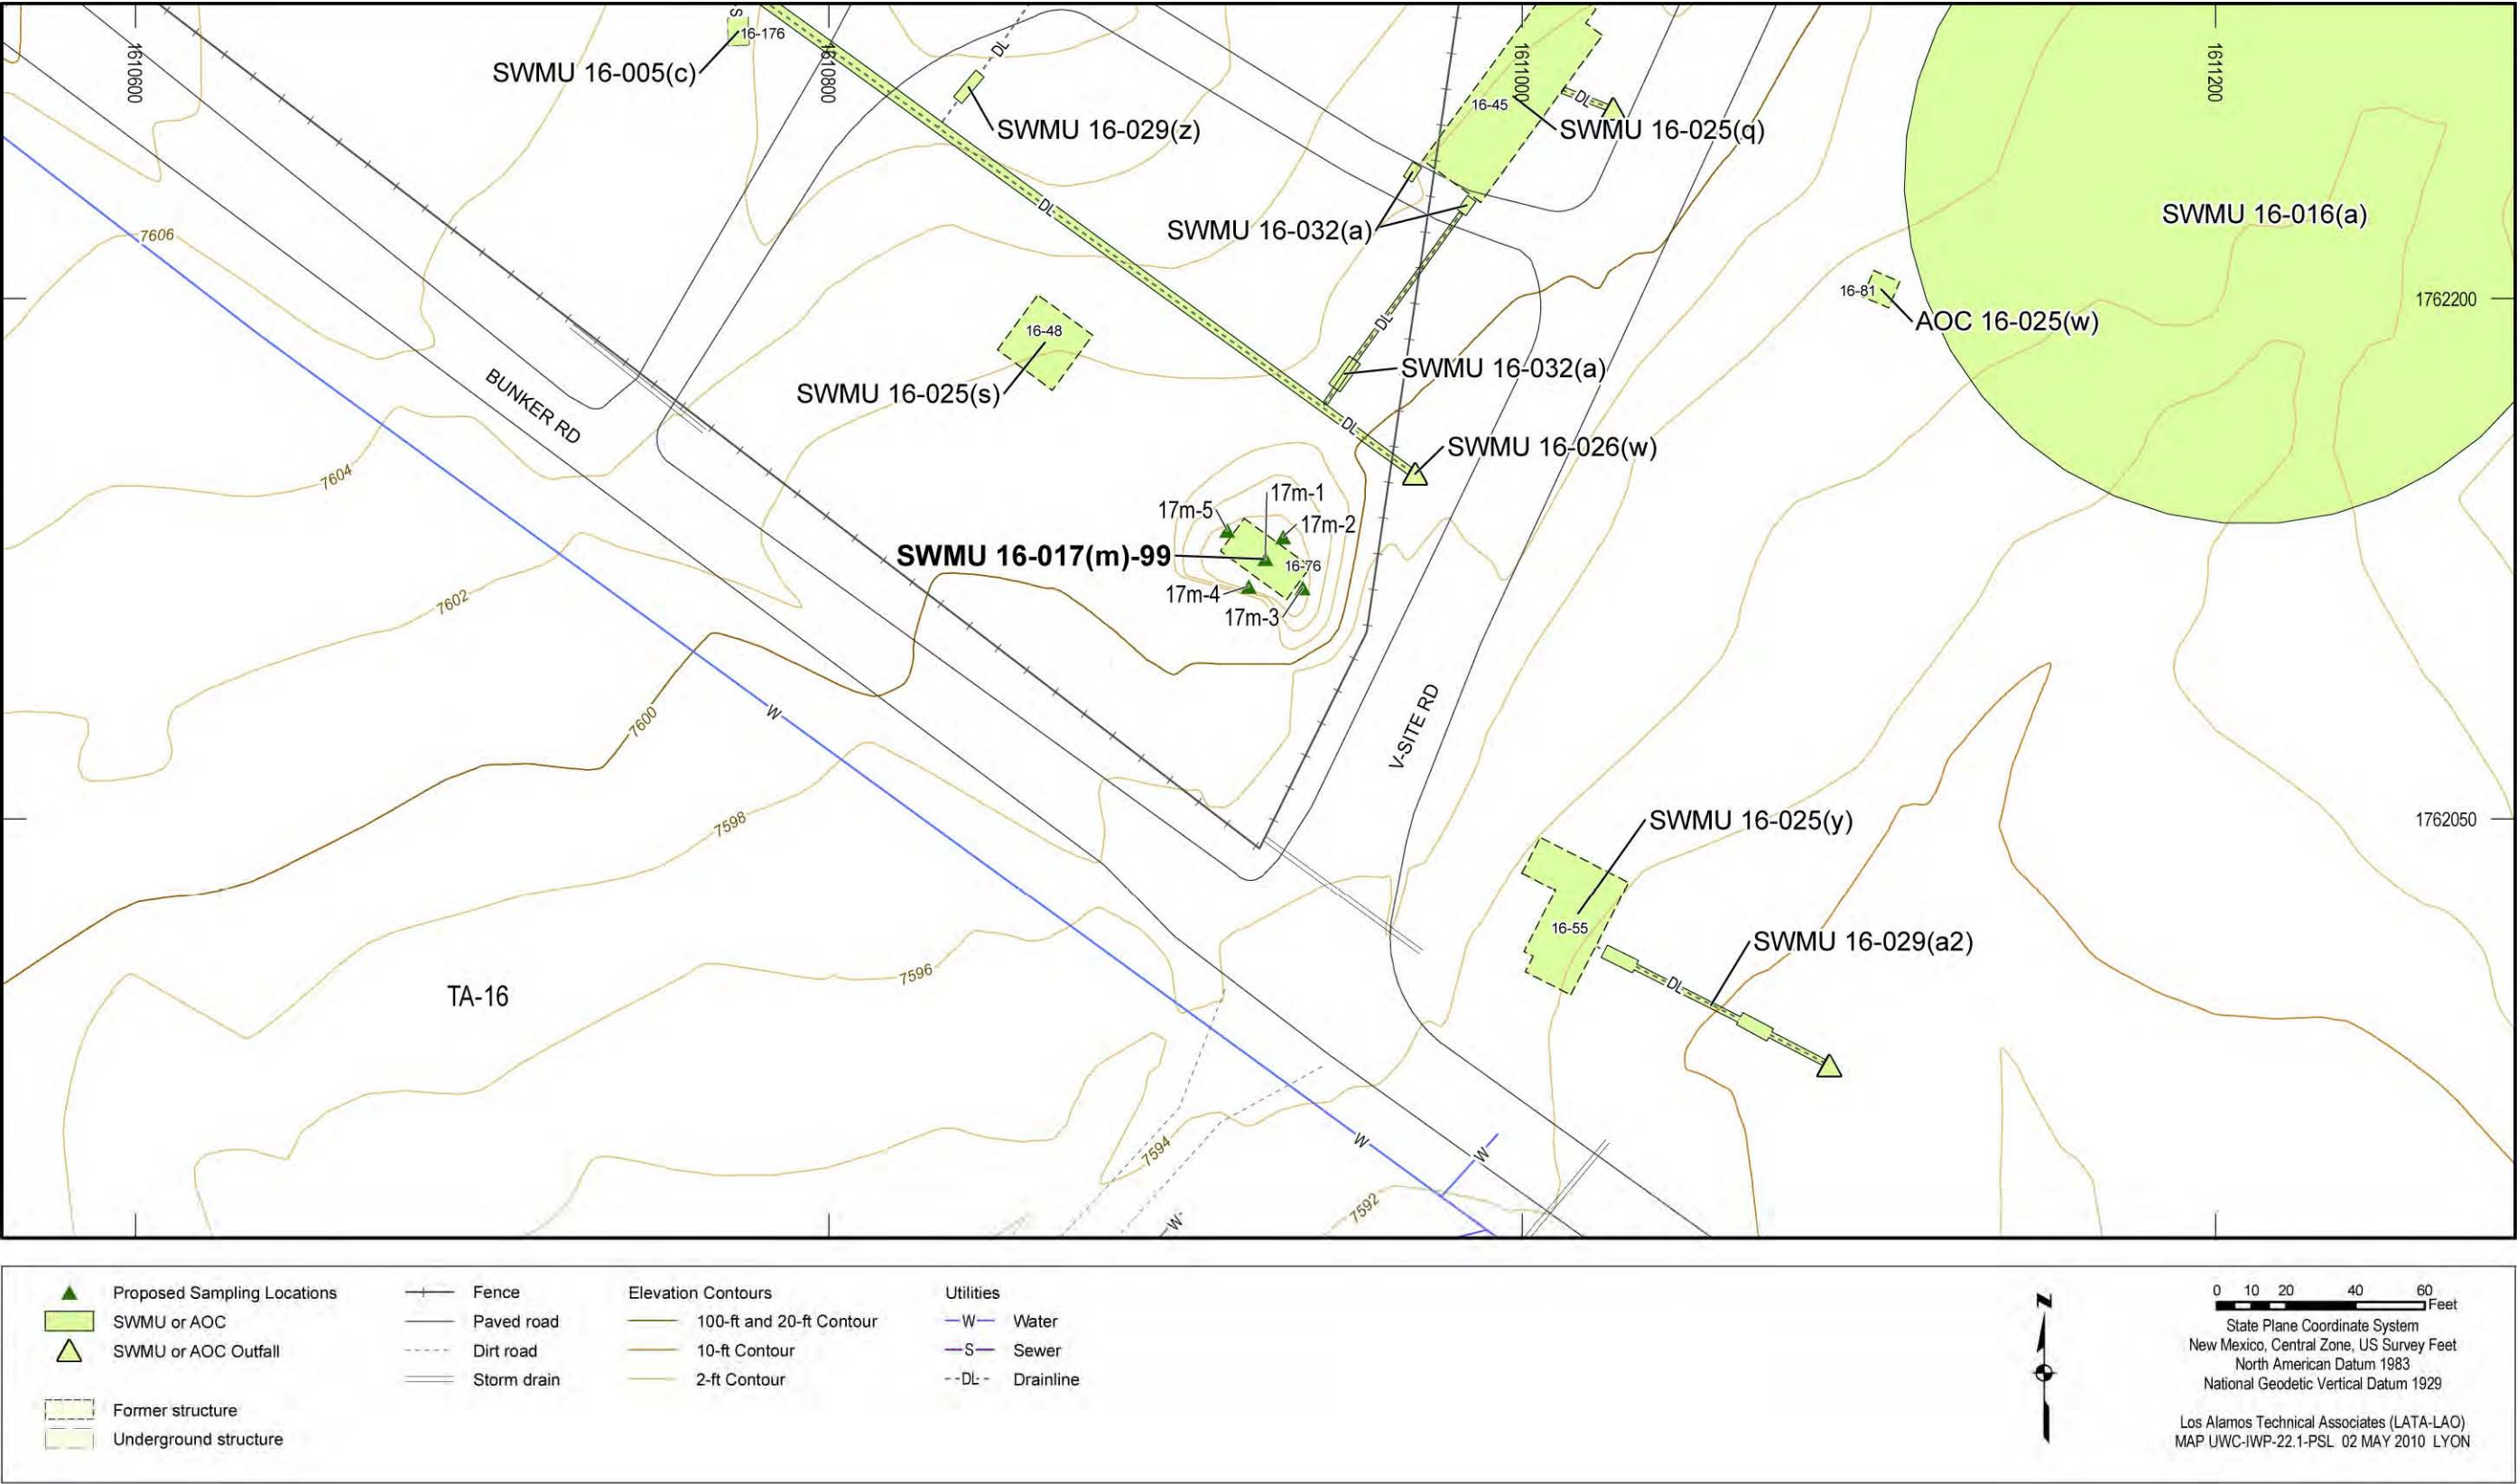 S
16-176
1610600
1610800
1611000
1611200
SWMU 16-005(c)
DL
SWMU 16-029(z)
16-45
DL
SWMU 16-025(q)
DL
SWMU 16-032(a)
SWMU 16-016(a)
7606
16-81
1762200
AOC 16-025(w)
DL
16-48
SWMU 16-032(a)
SWMU 16-025(s)
BUNKER RD
DL
SWMU 16-026(w)
7604
17m-1
17m-5
17m-2
SWMU 16-017(m)-99
16-76
17m-4
17m-3
7602
7600
W
V-SITE RD
7598
SWMU 16-025(y)
1762050
16-55
SWMU 16-029(a2)
7596
DL
TA-16
7594
W
W
7592
W
Proposed Sampling Locations
SWMU or AOC
SWMU or AOC Outfall
Former structure
Underground structure
Fence
Paved road
Dirt road
Storm drain
Elevation Contours
100-ft and 20-ft Contour
10-ft Contour
2-ft Contour
Utilities
W Water
S Sewer
DL Drainline
N
0 10 20 40 60
Feet
State Plane Coordinate System
New Mexico, Central Zone, US Survey Feet
North American Datum 1983
National Geodetic Vertical Datum 1929
Los Alamos Technical Associates (LATA-LAO)
MAP UWC-IWP-22.1-PSL 02 MAY 2010 LYON